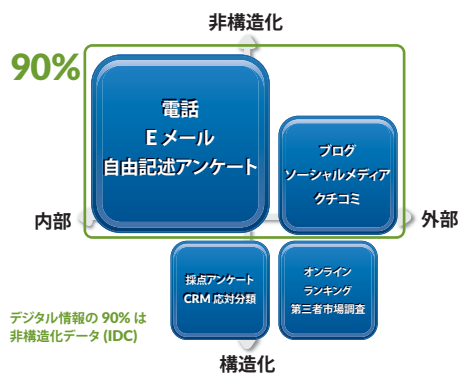 非構造化
90%
電話
E メール
自由記述アンケート
ブログ
ソーシャルメディア
クチコミ
内部
外部
採点アンケート
CRM 応対分類
オンライン
ランキング
第三者市場調査
デジタル情報の 90% は
非構造化データ (IDC)
構造化